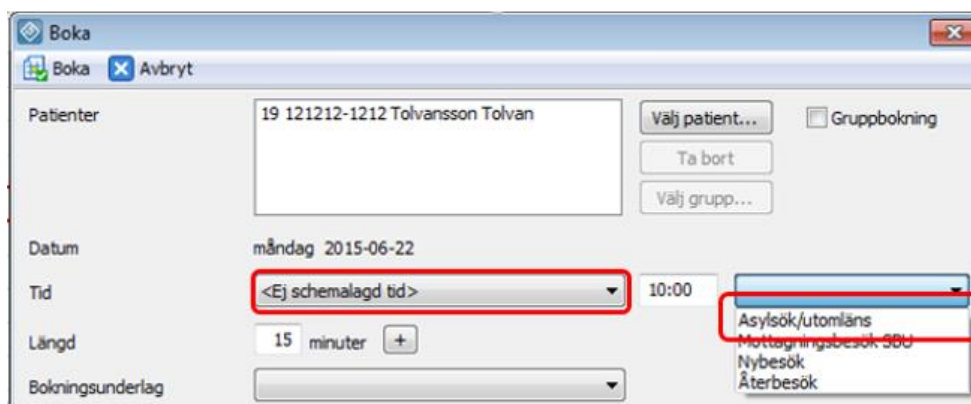 Boka
Boka Avbryt
Patienter 19 121212-1212 Tolvansson Tolvan Välj patient... Gruppbokning
Ta bort
Välj grupp...
Datum måndag 2015-06-22
Tid <Ej schemalagd tid> 10:00
Asylsök/utomläns
Längd 15 minuter + Mottagningsbesök SBU
Nybesök
Bokningsunderlag Återbesök